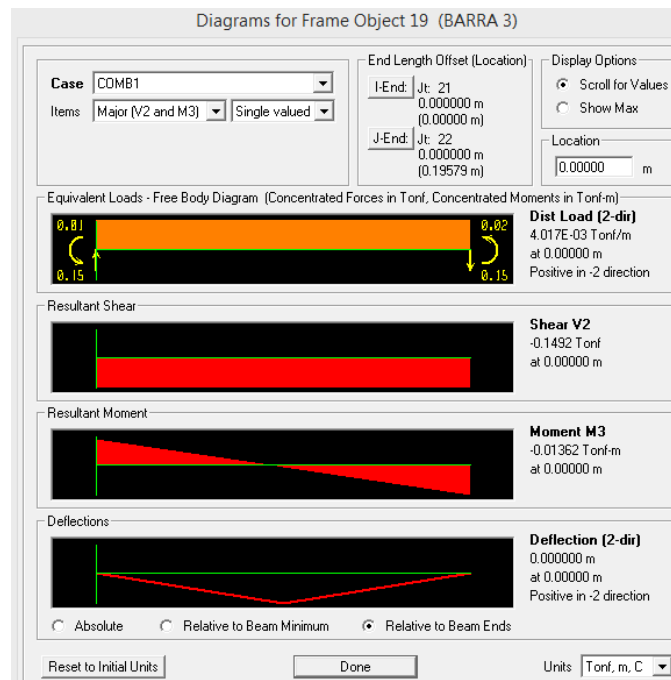 Diagrams for Frame Object 19 (BARRA 3)
Case COMB1
Items Major (V2 and M3) Single valued
End Length Offset (Location)
I-End: Jt: 21
0.000000 m
(0.00000 m)
J-End: Jt: 22
0.000000 m
(0.19579 m)
Display Options
Scroll for Values
Show Max
Location
0.00000 m
Equivalent Loads - Free Body Diagram (Concentrated Forces in Tonf, Concentrated Moments in Tonf-m)
0.01 0.02
0.15 0.15
Dist Load (2-dir)
4.017E-03 Tonf/m
at 0.00000 m
Positive in -2 direction
Resultant Shear
Shear V2
-0.1492 Tonf
at 0.00000 m
Resultant Moment
Moment M3
-0.01362 Tonf-m
at 0.00000 m
Deflections
Deflection (2-dir)
0.000000 m
at 0.00000 m
Positive in -2 direction
Absolute Relative to Beam Minimum Relative to Beam Ends
Reset to Initial Units Done Units Tonf, m, C